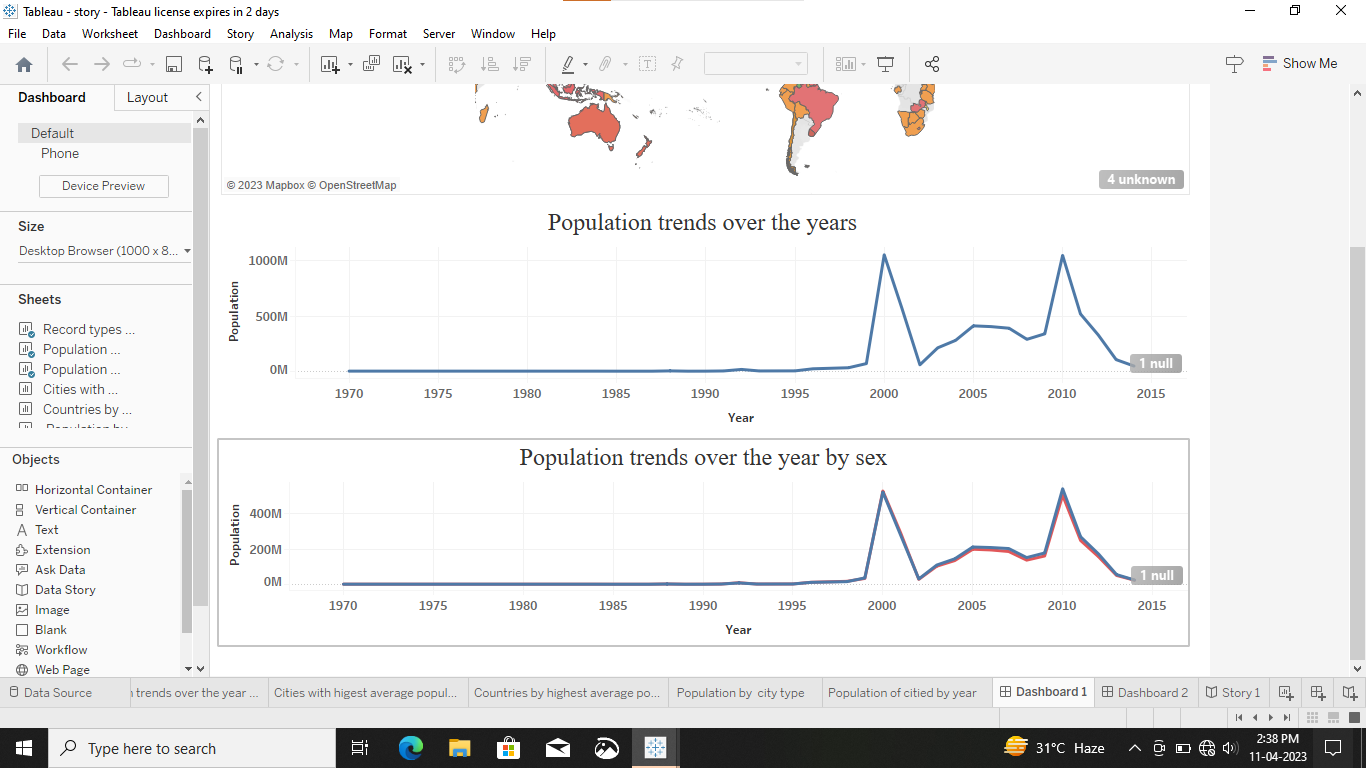 Tableau - story - Tableau license expires in 2 days
File Data Worksheet Dashboard Story Analysis Map Format Server Window Help
Show Me
Dashboard Layout
Default
Phone
Device Preview
Size
Desktop Browser (1000 x 8...
Sheets
Record types ...
Population ...
Population ...
Cities with ...
Countries by ...
Objects
Horizontal Container
Vertical Container
Text
Extension
Ask Data
Data Story
Image
Blank
Workflow
Web Page
© 2023 Mapbox © OpenStreetMap
4 unknown
Population trends over the years
Population
1000M
500M
0M
1 null
1970 1975 1980 1985 1990 1995 2000 2005 2010 2015
Year
Population trends over the year by sex
Population
400M
200M
0M
1 null
1970 1975 1980 1985 1990 1995 2000 2005 2010 2015
Year
Data Source trends over the year ... Cities with higest average popul... Countries by highest average po... Population by city type Population of citied by year Dashboard 1 Dashboard 2 Story 1
Type here to search
31°C Haze
2:38 PM
11-04-2023